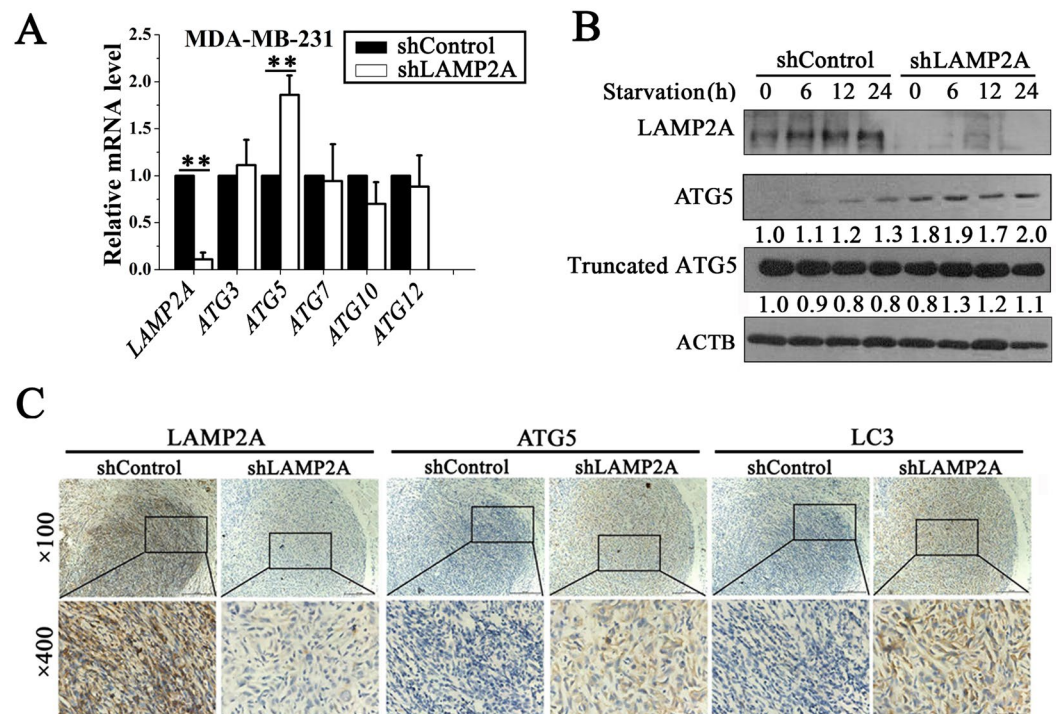 A
MDA-MB-231
shControl
shLAMP2A
Relative mRNA level
2.5
2.0
1.5
1.0
0.5
0.0
**
**
LAMP2A
ATG3
ATG5
ATG7
ATG10
ATG12
B
shControl shLAMP2A
Starvation(h) 0 6 12 24 0 6 12 24
LAMP2A
ATG5
1.0 1.1 1.2 1.3 1.8 1.9 1.7 2.0
Truncated ATG5
1.0 0.9 0.8 0.8 0.8 1.3 1.2 1.1
ACTB
C
LAMP2A ATG5 LC3
shControl shLAMP2A shControl shLAMP2A shControl shLAMP2A
×100
×400